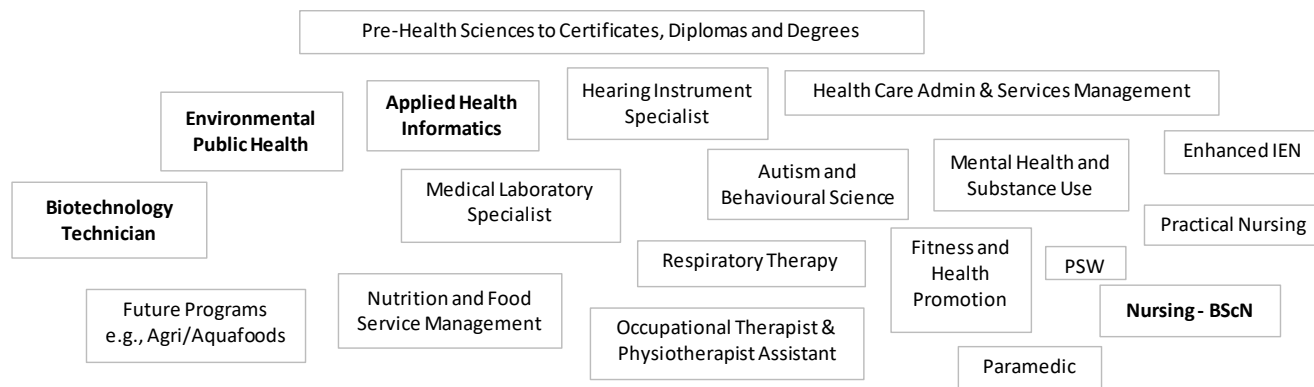 Pre-Health Sciences to Certificates, Diplomas and Degrees
Environmental
Public Health
Applied Health
Informatics
Hearing Instrument
Specialist
Health Care Admin & Services Management
Enhanced IEN
Biotechnology
Technician
Medical Laboratory
Specialist
Autism and
Behavioural Science
Mental Health and
Substance Use
Practical Nursing
Respiratory Therapy
Fitness and
Health
Promotion
PSW
Future Programs
e.g., Agri/Aquafoods
Nutrition and Food
Service Management
Occupational Therapist &
Physiotherapist Assistant
Nursing - BScN
Paramedic